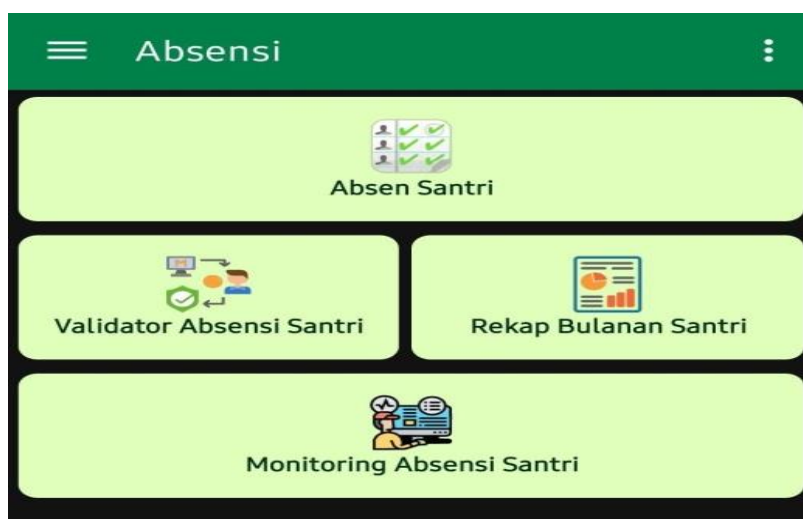 Absensi
Absen Santri
Validator Absensi Santri
Rekap Bulanan Santri
Monitoring Absensi Santri